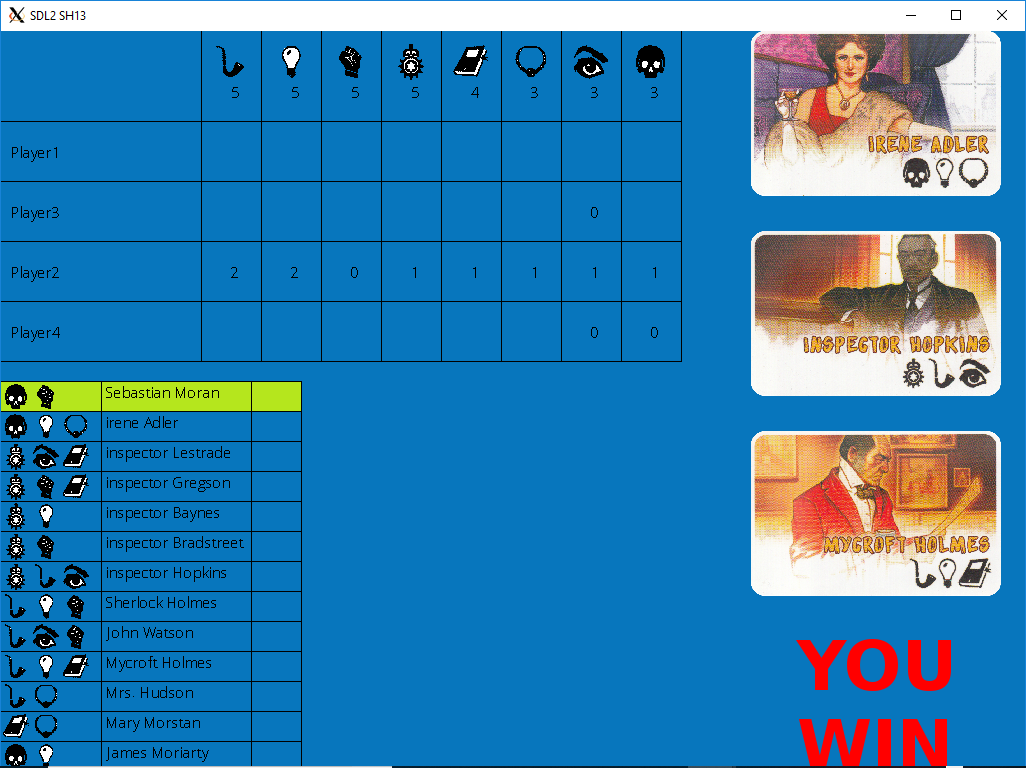 SDL2 SH13
5 5 5 5 4 3 3 3
Player1
Player3 0
Player2 2 2 0 1 1 1 1 1
Player4 0 0
IRENE ADLER
INSPECTOR HOPKINS
MYCROFT HOLMES
Sebastian Moran
irene Adler
inspector Lestrade
inspector Gregson
inspector Baynes
inspector Bradstreet
inspector Hopkins
Sherlock Holmes
John Watson
Mycroft Holmes
Mrs. Hudson
Mary Morstan
James Moriarty
YOU
WIN